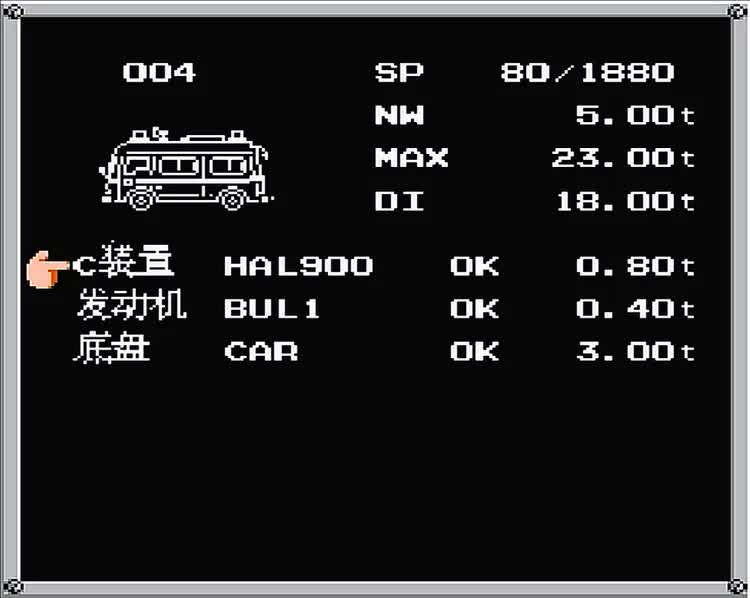 004 SP 80/1880
NW 5.00t
MAX 23.00t
DI 18.00t
C装置 HAL900 OK 0.80t
发动机 BUL1 OK 0.40t
底盘 CAR OK 3.00t